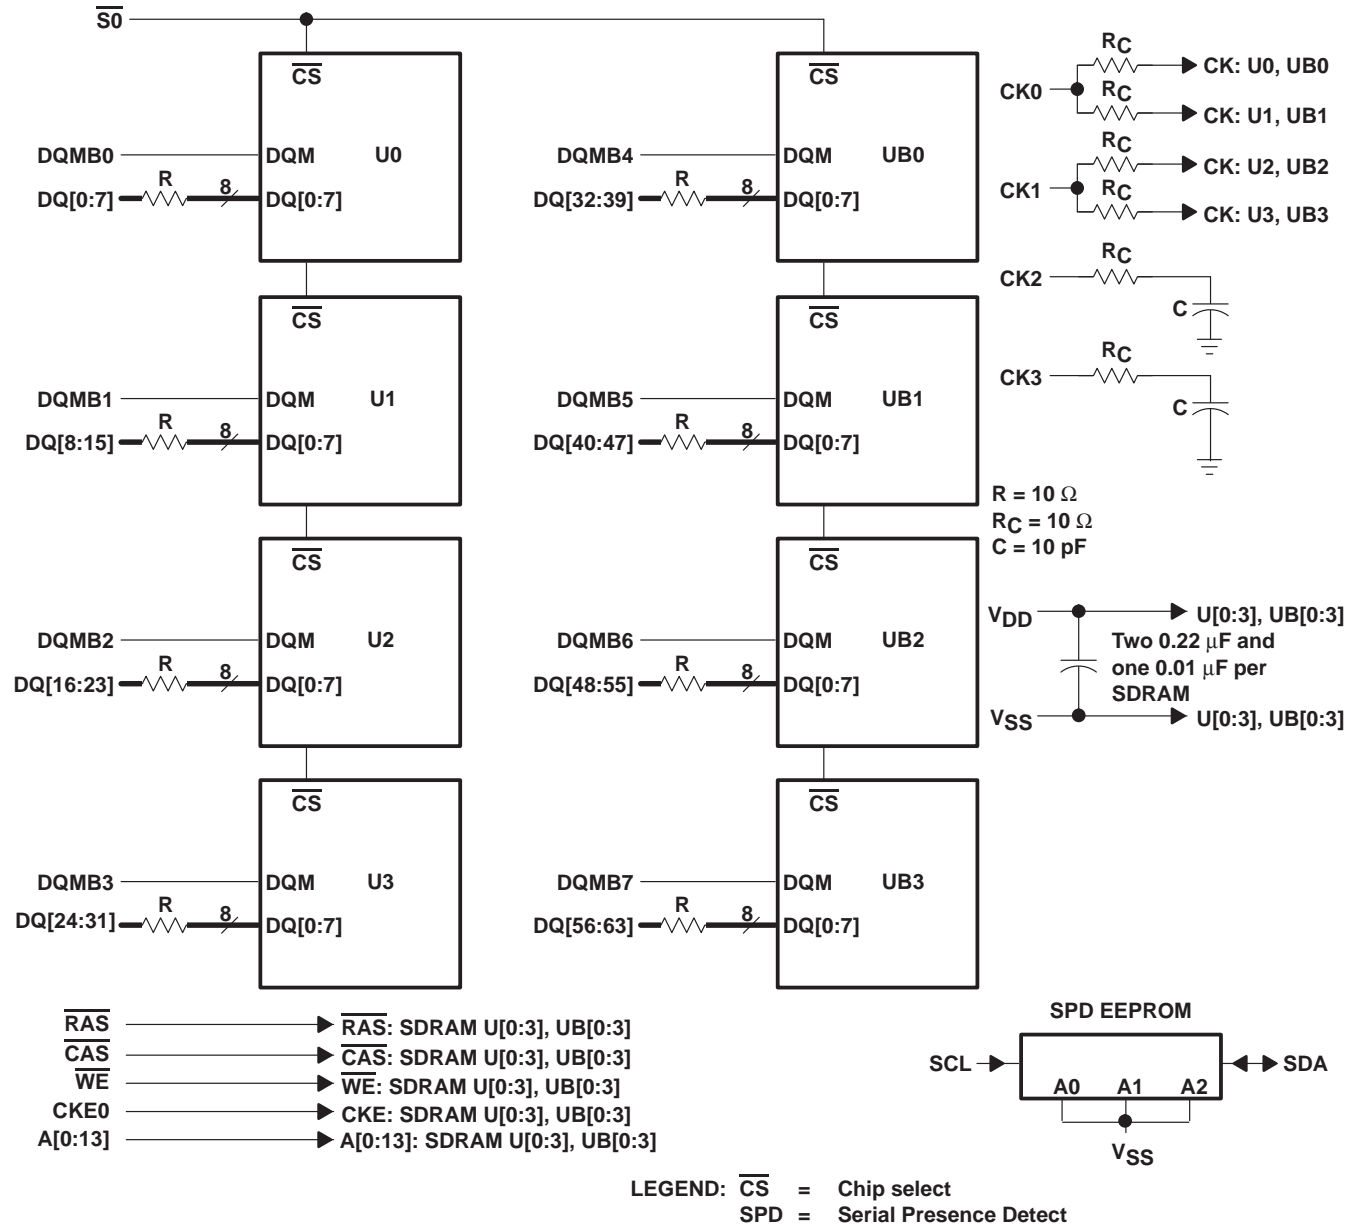 S0
CS
DQMB0 DQM U0
DQ[0:7] R 8 DQ[0:7]
CS
DQMB1 DQM U1
DQ[8:15] R 8 DQ[0:7]
CS
DQMB2 DQM U2
DQ[16:23] R 8 DQ[0:7]
CS
DQMB3 DQM U3
DQ[24:31] R 8 DQ[0:7]
CS
DQMB4 DQM UB0
DQ[32:39] R 8 DQ[0:7]
CS
DQMB5 DQM UB1
DQ[40:47] R 8 DQ[0:7]
CS
DQMB6 DQM UB2
DQ[48:55] R 8 DQ[0:7]
CS
DQMB7 DQM UB3
DQ[56:63] R 8 DQ[0:7]
RC
CK: U0, UB0
CK0
RC
CK: U1, UB1
RC
CK: U2, UB2
CK1
RC
CK: U3, UB3
RC
CK2
C
RC
CK3
C
R = 10 Ω
RC = 10 Ω
C = 10 pF
VDD U[0:3], UB[0:3]
Two 0.22 μF and
one 0.01 μF per
SDRAM
VSS U[0:3], UB[0:3]
RAS RAS: SDRAM U[0:3], UB[0:3]
CAS CAS: SDRAM U[0:3], UB[0:3]
WE WE: SDRAM U[0:3], UB[0:3]
CKE0 CKE: SDRAM U[0:3], UB[0:3]
A[0:13] A[0:13]: SDRAM U[0:3], UB[0:3]
SPD EEPROM
SCL SDA
A0 A1 A2
VSS
LEGEND: CS = Chip select
SPD = Serial Presence Detect